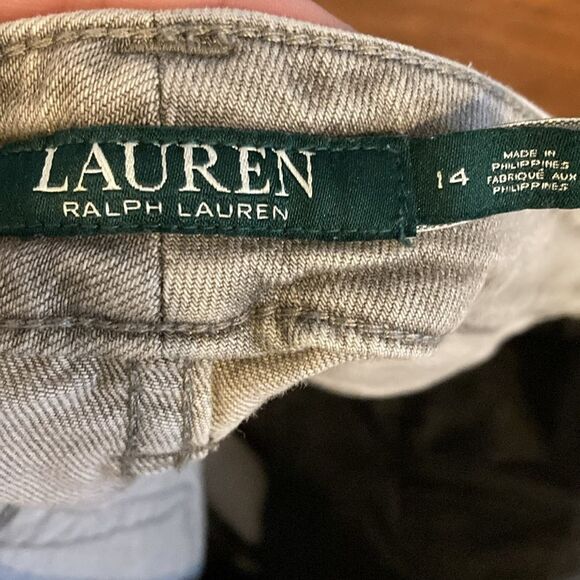 LAUREN
RALPH LAUREN
14
MADE IN
PHILIPPINES
FABRIQUÉ AUX
PHILIPPINES